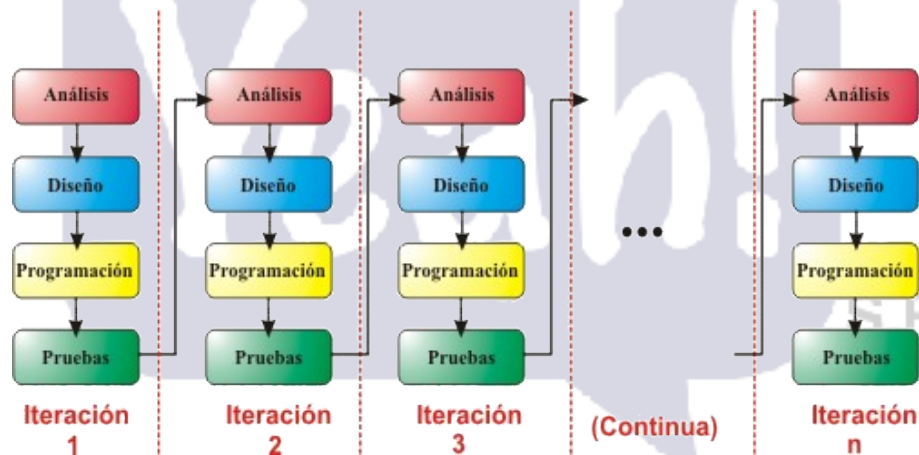 Yeah!
Análisis
Diseño
Programación
Pruebas
Iteración
1
Análisis
Diseño
Programación
Pruebas
Iteración
2
Análisis
Diseño
Programación
Pruebas
Iteración
3
...
(Continua)
Análisis
Diseño
Programación
Pruebas
Iteración
n